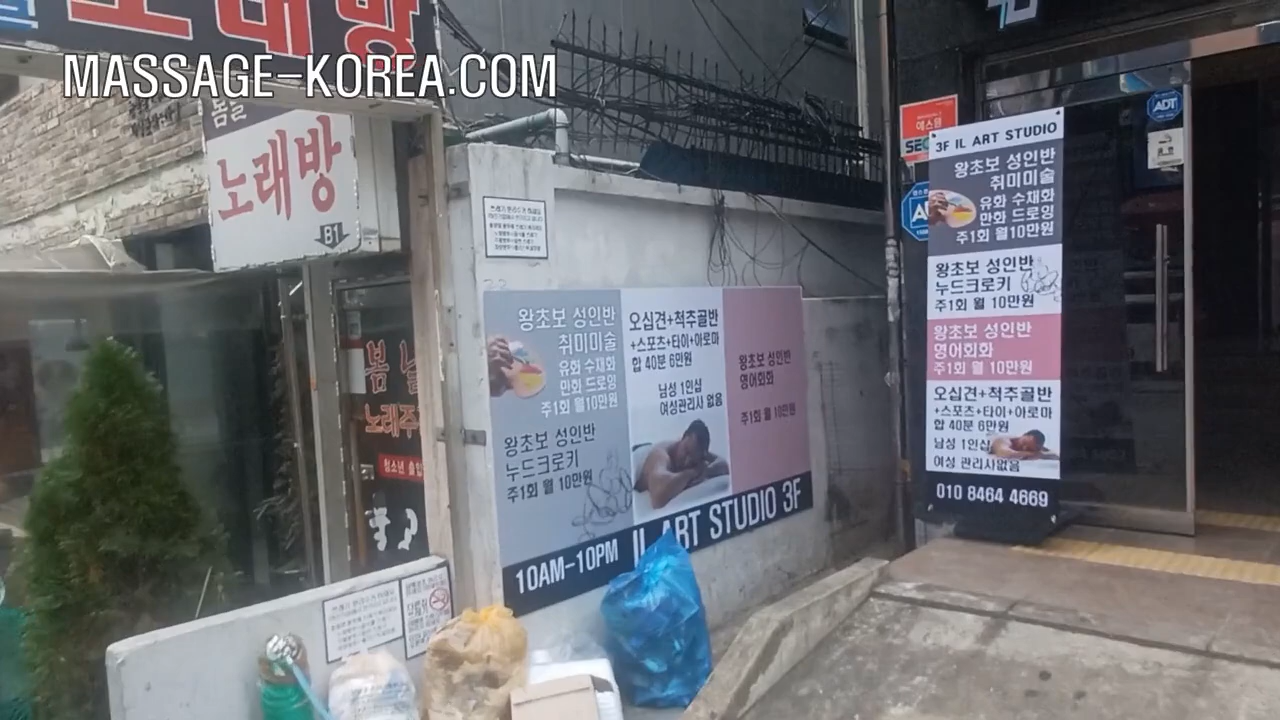 노래방
MASSAGE-KOREA.COM
봄날
노래방
B1
봄날
노래주
청소년 출입
왕초보 성인반
취미미술
유화 수채화
만화 드로잉
주1회 월10만원
왕초보 성인반
누드크로키
주1회 월10만원
오십견+척추골반
+스포츠+타이+아로마
합 40분 6만원
남성 1인십
여성관리사 없음
왕초보 성인반
영어회화
주1회 월 10만원
10AM-10PM IL ART STUDIO 3F
에스원
ADT
3F IL ART STUDIO
왕초보 성인반
취미미술
유화 수채화
만화 드로잉
주1회 월10만원
왕초보 성인반
누드크로키
주1회 월 10만원
왕초보 성인반
영어회화
주1회 월 10만원
오십견+척추골반
+스포츠+타이+아로마
합 40분 6만원
남성 1인십
여성 관리사없음
010 8464 4669